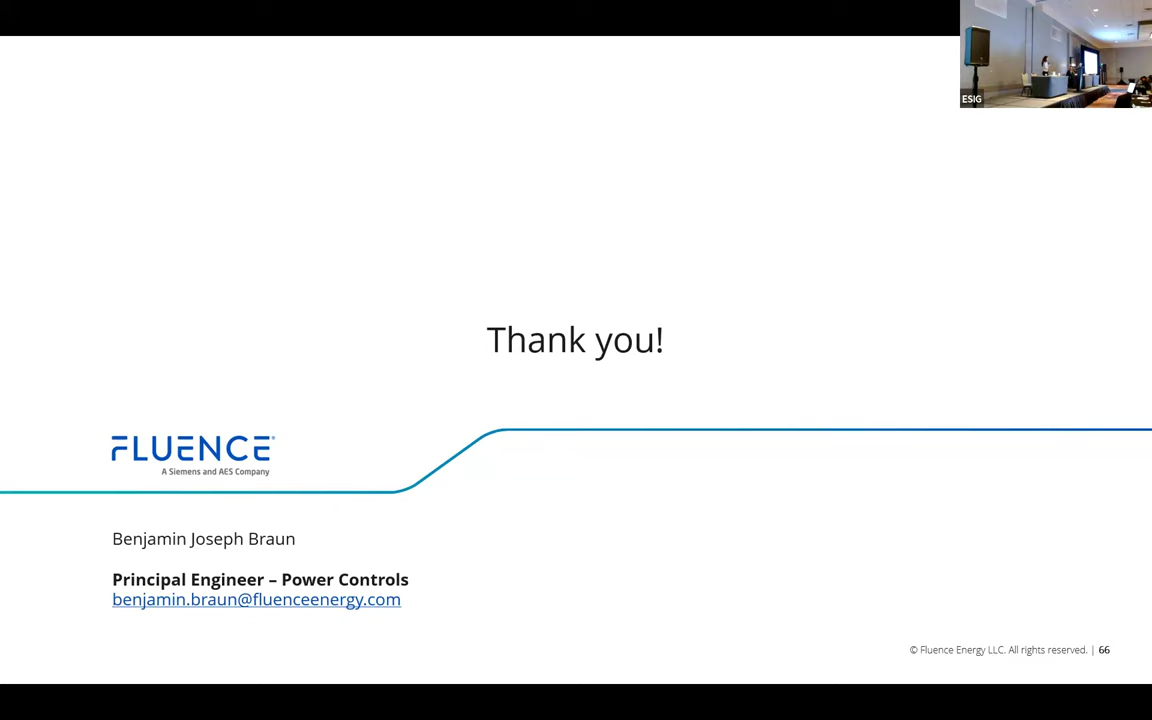 ESIG
Thank you!
FLUENCE
A Siemens and AES Company
Benjamin Joseph Braun
Principal Engineer – Power Controls
benjamin.braun@fluenceenergy.com
© Fluence Energy LLC. All rights reserved. | 66